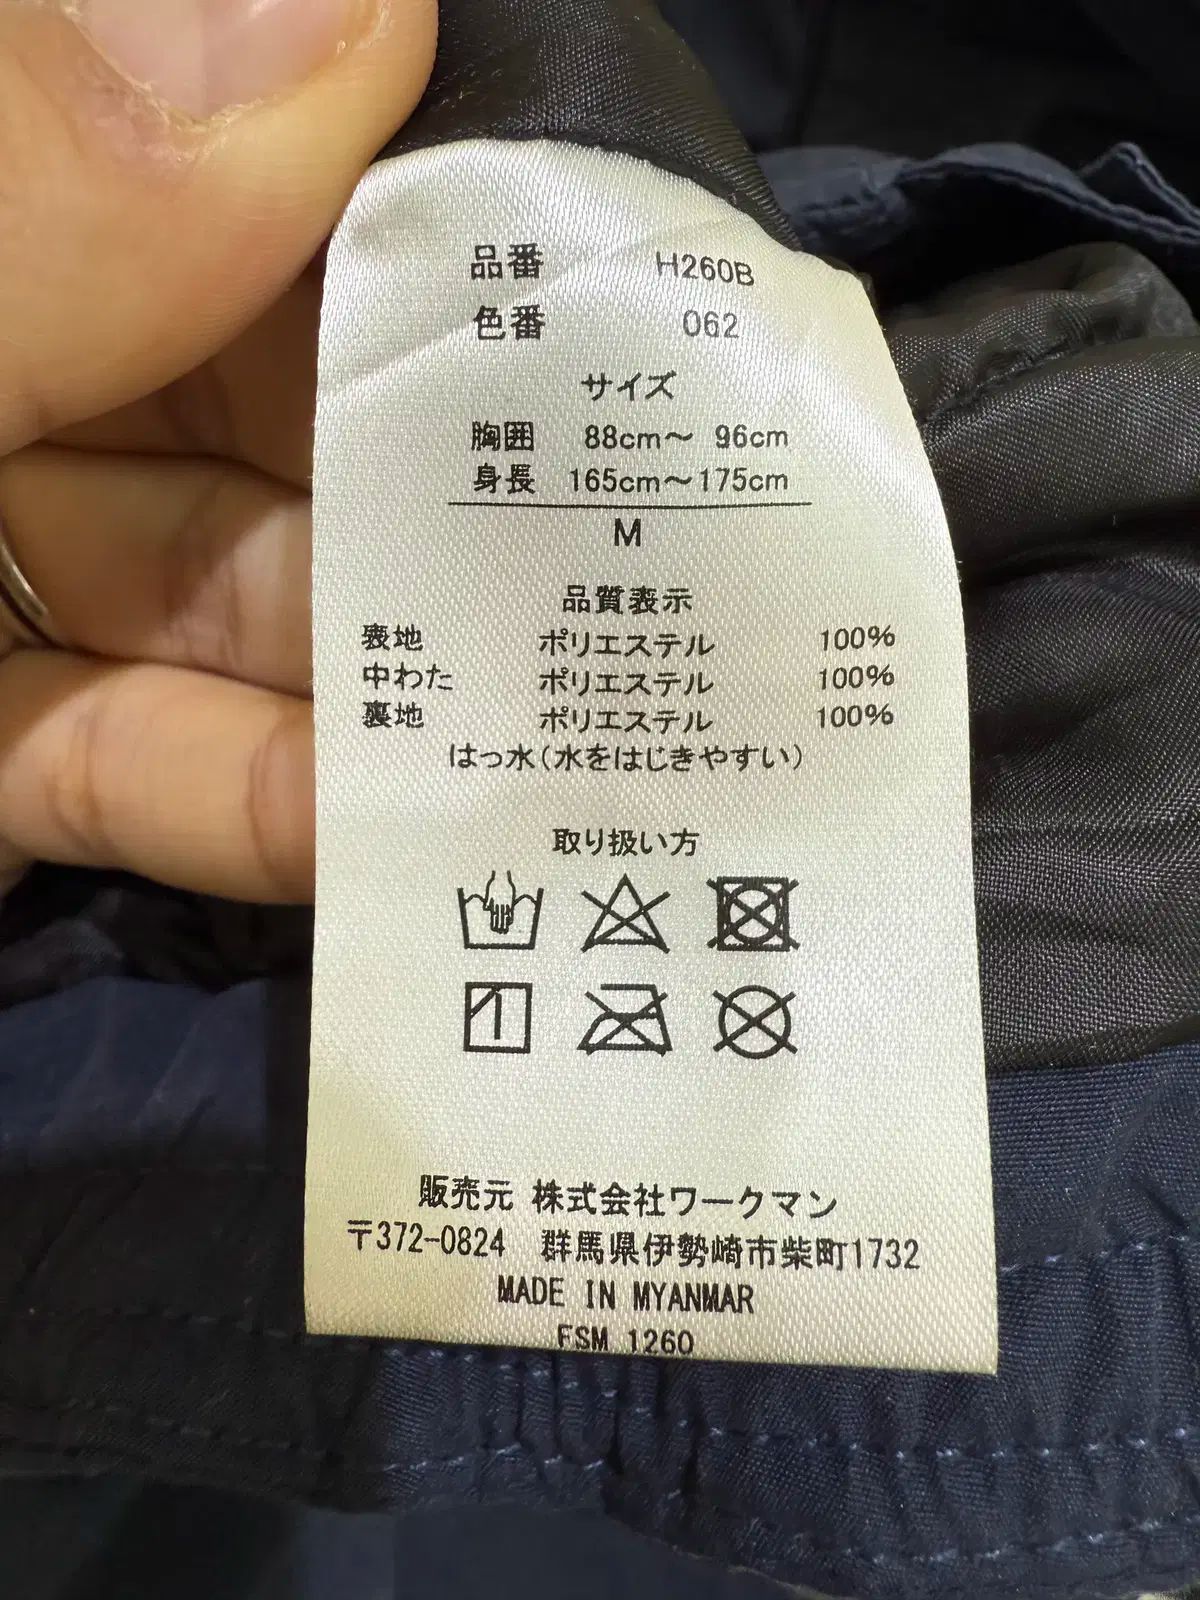 品番 H260B
色番 062
サイズ
胸囲 88cm～ 96cm
身長 165cm～175cm
M
品質表示
表地 ポリエステル 100%
中わた ポリエステル 100%
裏地 ポリエステル 100%
はっ水(水をはじきやすい)
取り扱い方
販売元 株式会社ワークマン
〒372-0824 群馬県伊勢崎市柴町1732
MADE IN MYANMAR
FSM 1260